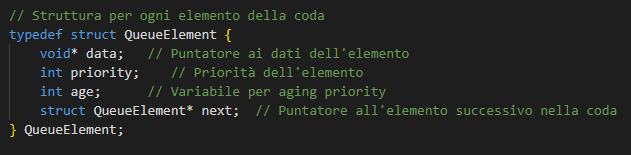 // Struttura per ogni elemento della coda
typedef struct QueueElement {
    void* data;   // Puntatore ai dati dell'elemento
    int priority;    // Priorità dell'elemento
    int age;      // Variabile per aging priority
    struct QueueElement* next;  // Puntatore all'elemento successivo nella coda
} QueueElement;